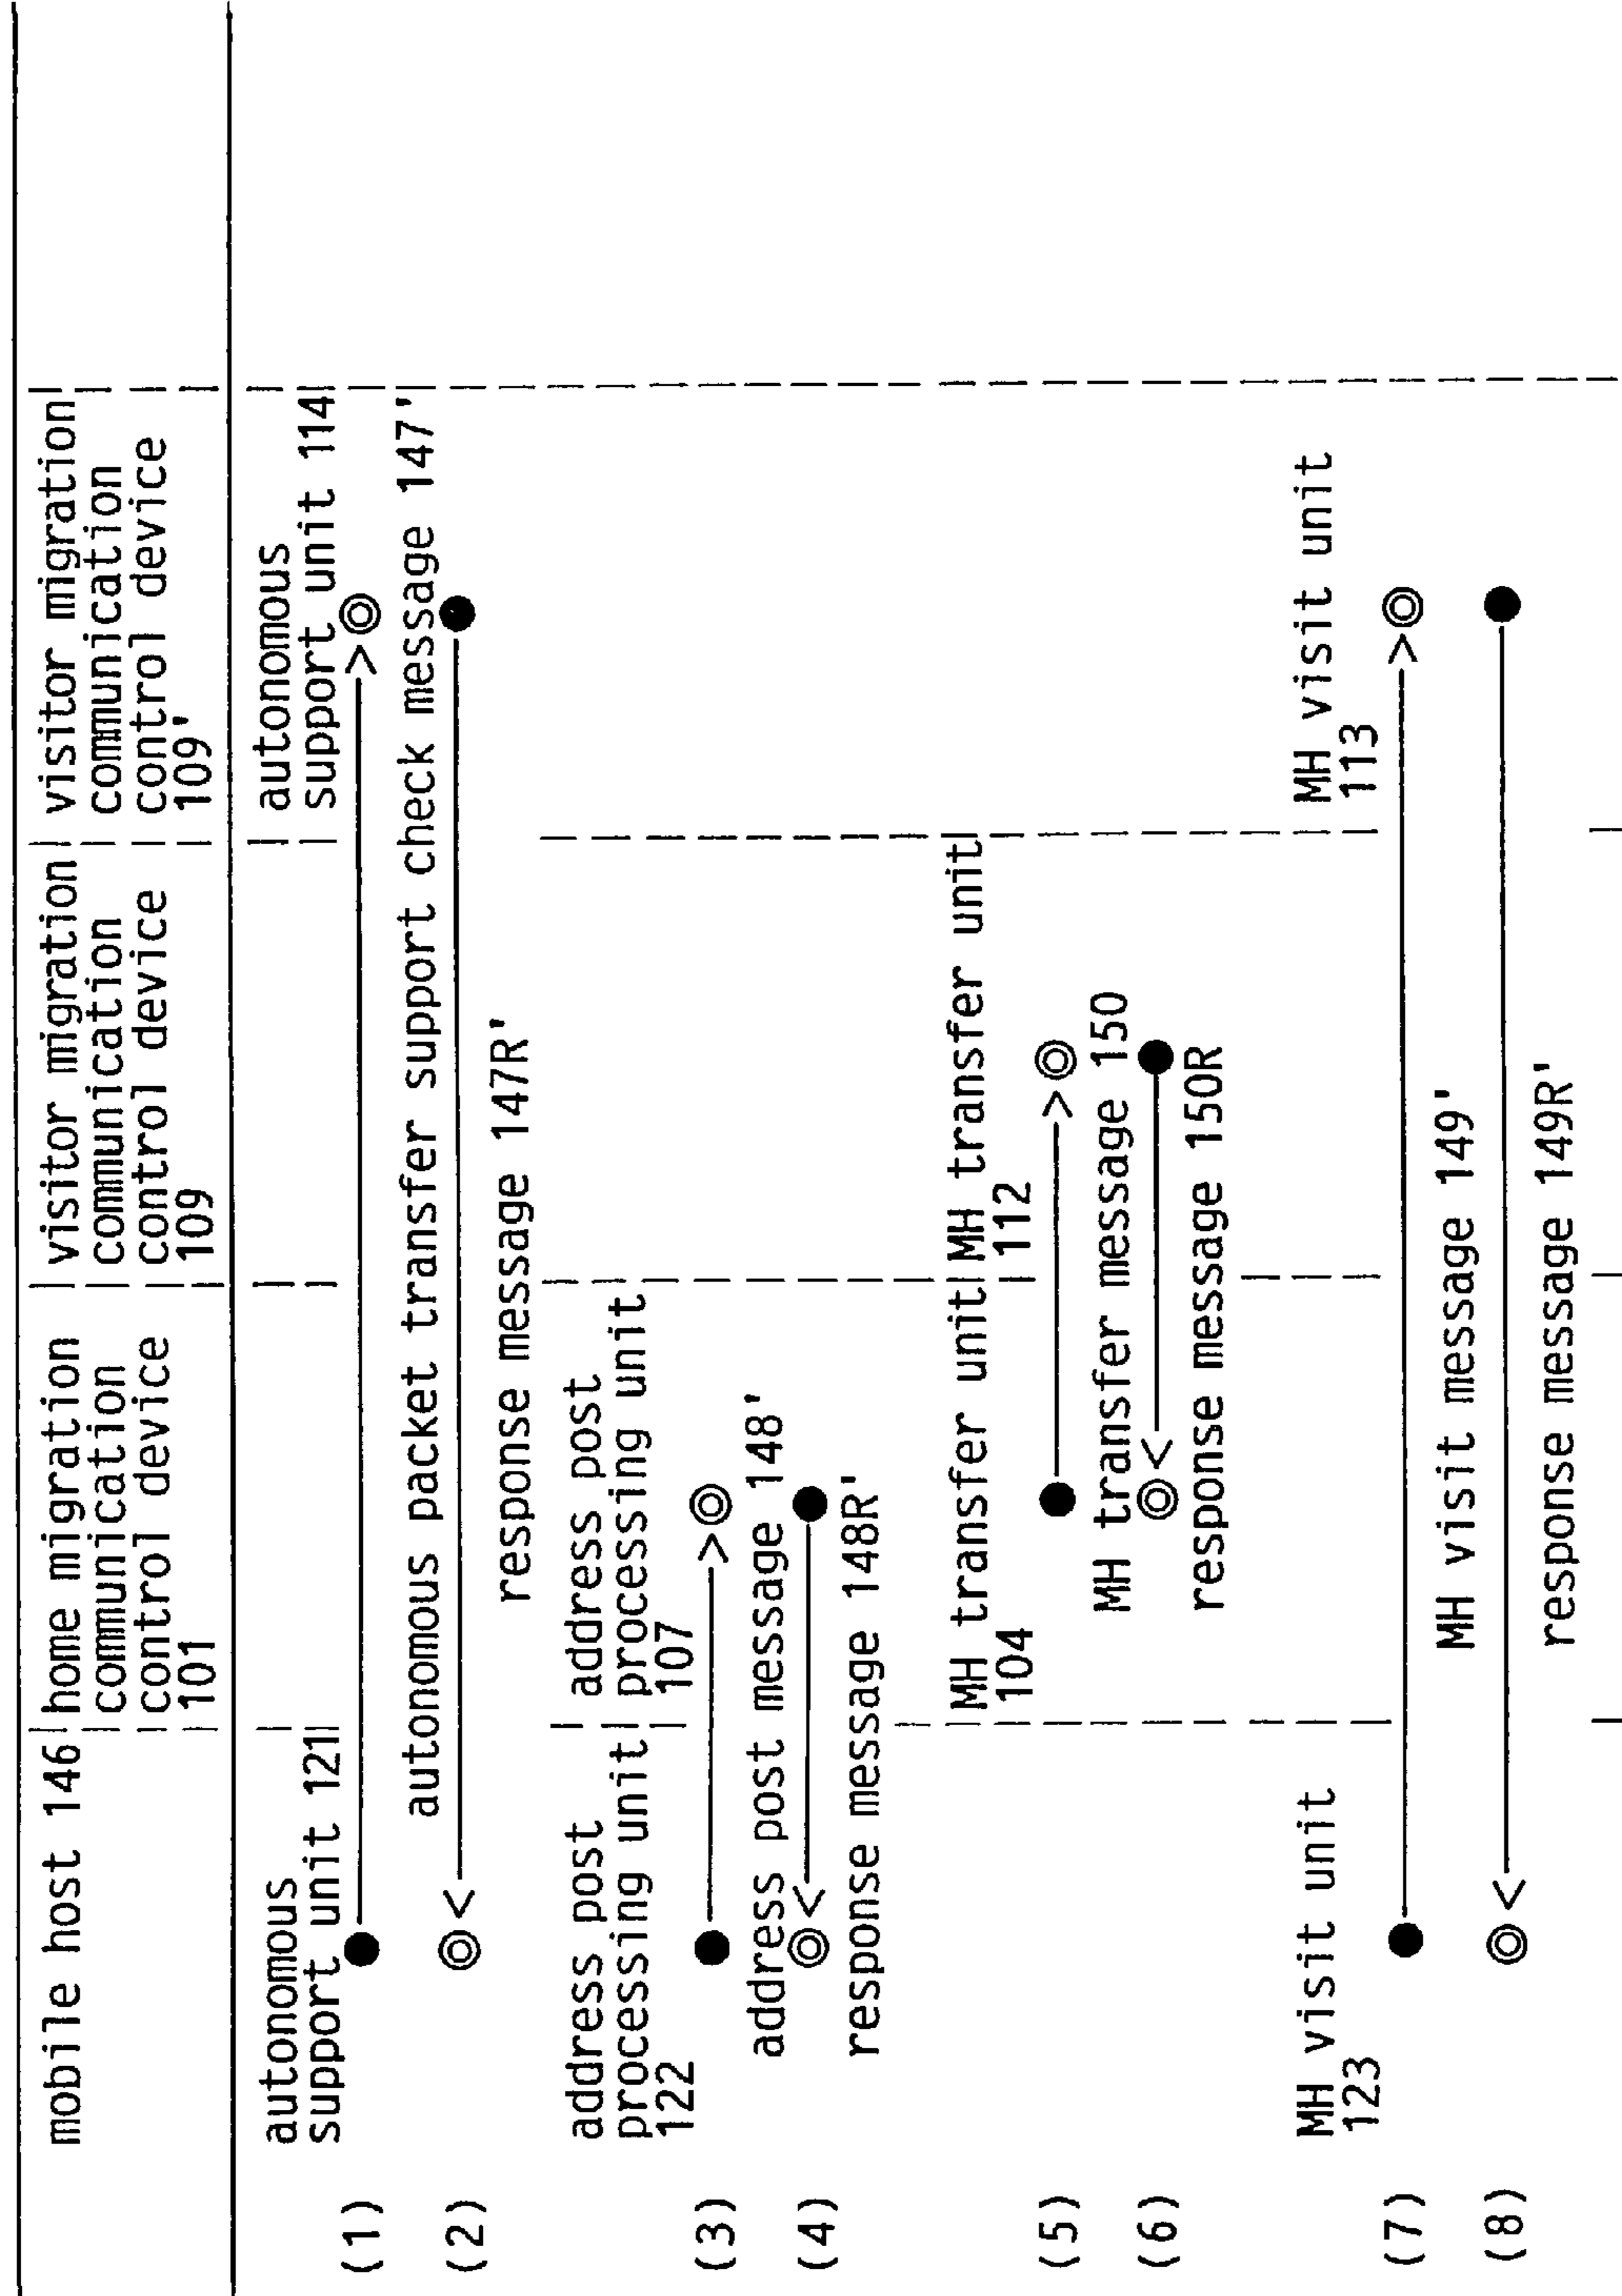 mobile host 146
home migration
communication
control device
101
visitor migration
communication
control device
109
visitor migration
communication
control device
109'
autonomous
support unit 121
autonomous
support unit 114
(1)
autonomous packet transfer support check message 147'
(2)
response message 147R'
address post
processing unit
122
address post
processing unit
107
(3)
address post message 148'
(4)
response message 148R'
MH transfer unit
104
MH transfer unit
112
(5)
MH transfer message 150
(6)
response message 150R
MH visit unit
123
MH visit unit
113
(7)
MH visit message 149'
(8)
response message 149R'